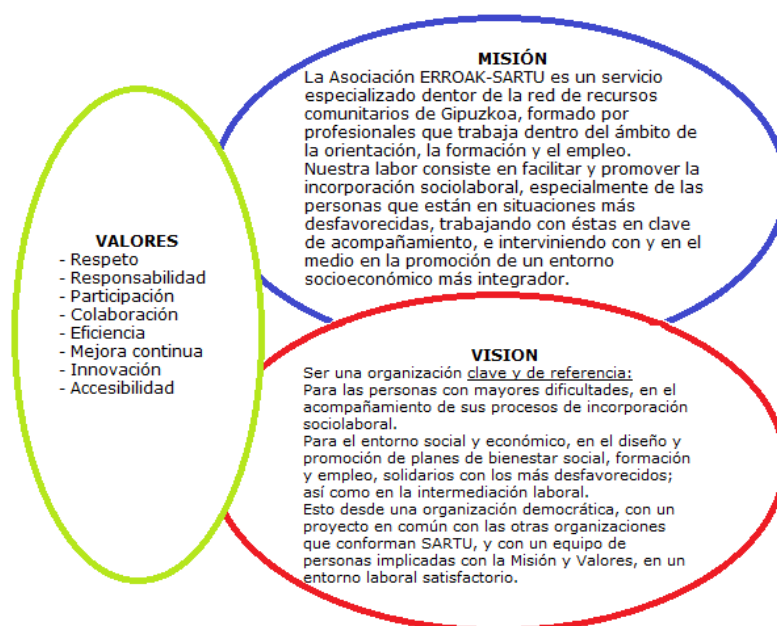 MISIÓN
La Asociación ERROAK-SARTU es un servicio
especializado dentor de la red de recursos
comunitarios de Gipuzkoa, formado por
profesionales que trabaja dentro del ámbito de
la orientación, la formación y el empleo.
Nuestra labor consiste en facilitar y promover la
incorporación sociolaboral, especialmente de las
personas que están en situaciones más
desfavorecidas, trabajando con éstas en clave
de acompañamiento, e interviniendo con y en el
medio en la promoción de un entorno
socioeconómico más integrador.
VALORES
- Respeto
- Responsabilidad
- Participación
- Colaboración
- Eficiencia
- Mejora continua
- Innovación
- Accesibilidad
VISION
Ser una organización clave y de referencia:
Para las personas con mayores dificultades, en el
acompañamiento de sus procesos de incorporación
sociolaboral.
Para el entorno social y económico, en el diseño y
promoción de planes de bienestar social, formación
y empleo, solidarios con los más desfavorecidos;
así como en la intermediación laboral.
Esto desde una organización democrática, con un
proyecto en común con las otras organizaciones
que conforman SARTU, y con un equipo de
personas implicadas con la Misión y Valores, en un
entorno laboral satisfactorio.